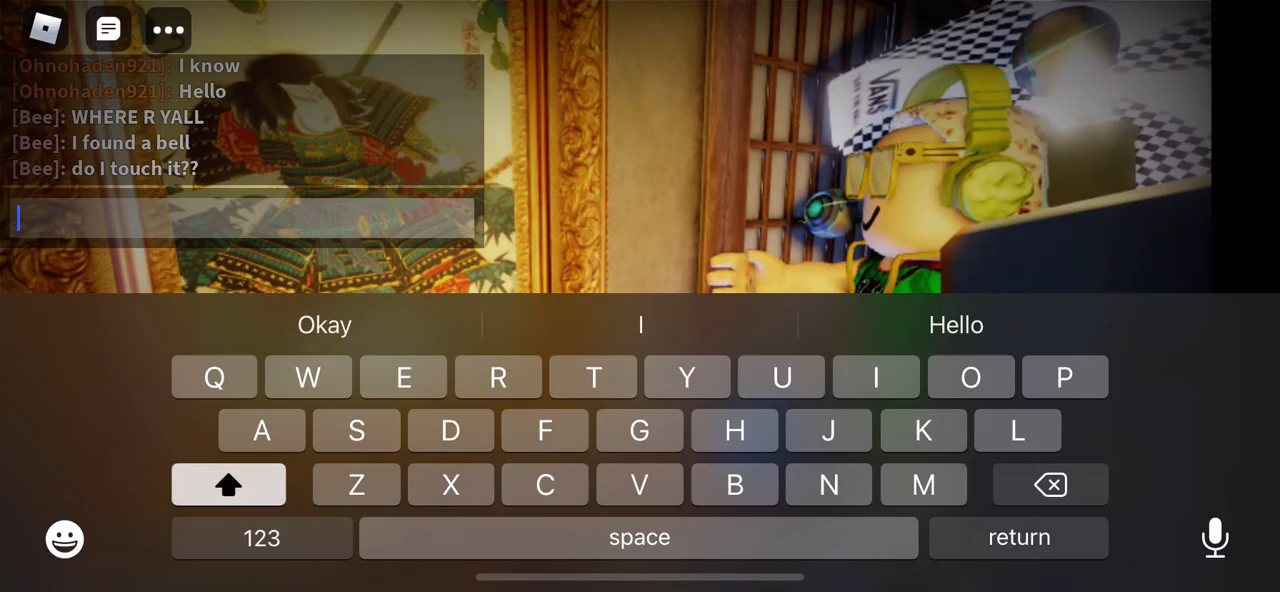 [Ohnohaden921]: I know
[Ohnohaden921]: Hello
[Bee]: WHERE R YALL
[Bee]: I found a bell
[Bee]: do I touch it??
VANS
Okay I Hello
Q W E R T Y U I O P
A S D F G H J K L
Z X C V B N M
123 space return